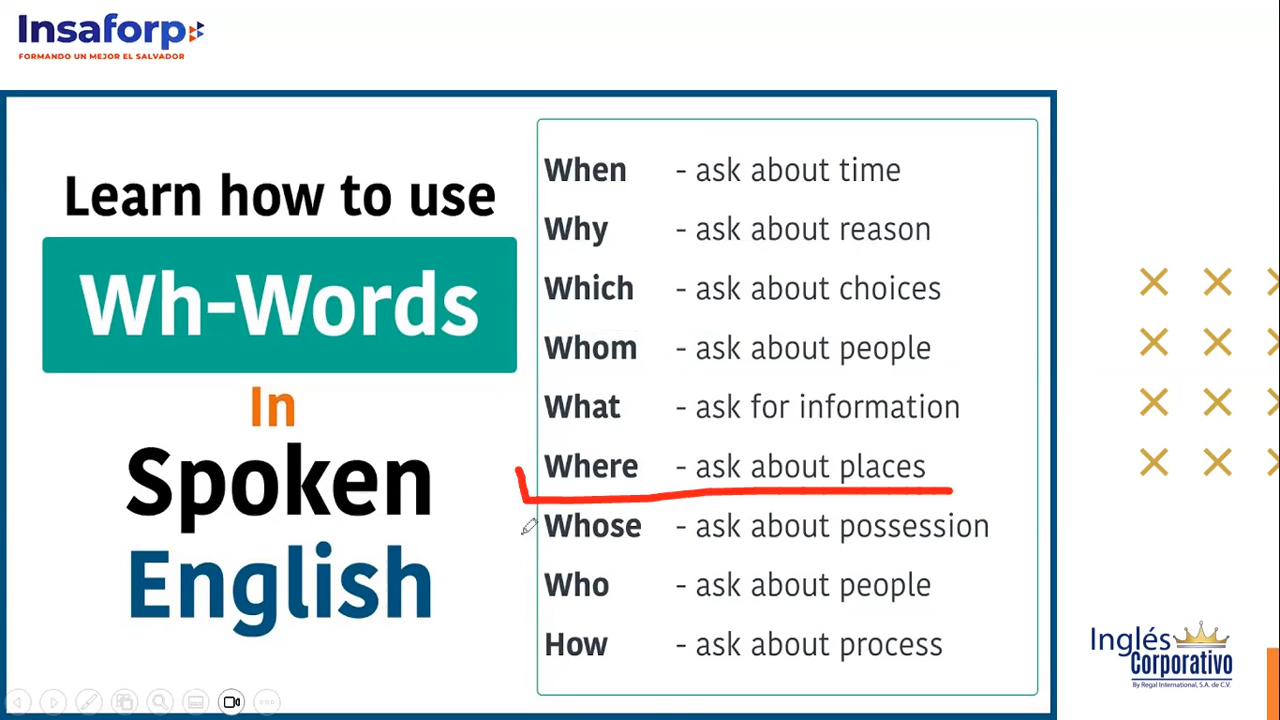 Insaforp
FORMANDO UN MEJOR EL SALVADOR
Learn how to use
Wh-Words
In
Spoken
English
When - ask about time
Why - ask about reason
Which - ask about choices
Whom - ask about people
What - ask for information
Where - ask about places
Whose - ask about possession
Who - ask about people
How - ask about process
Inglés
Corporativo
By Regal International, S.A. de C.V.